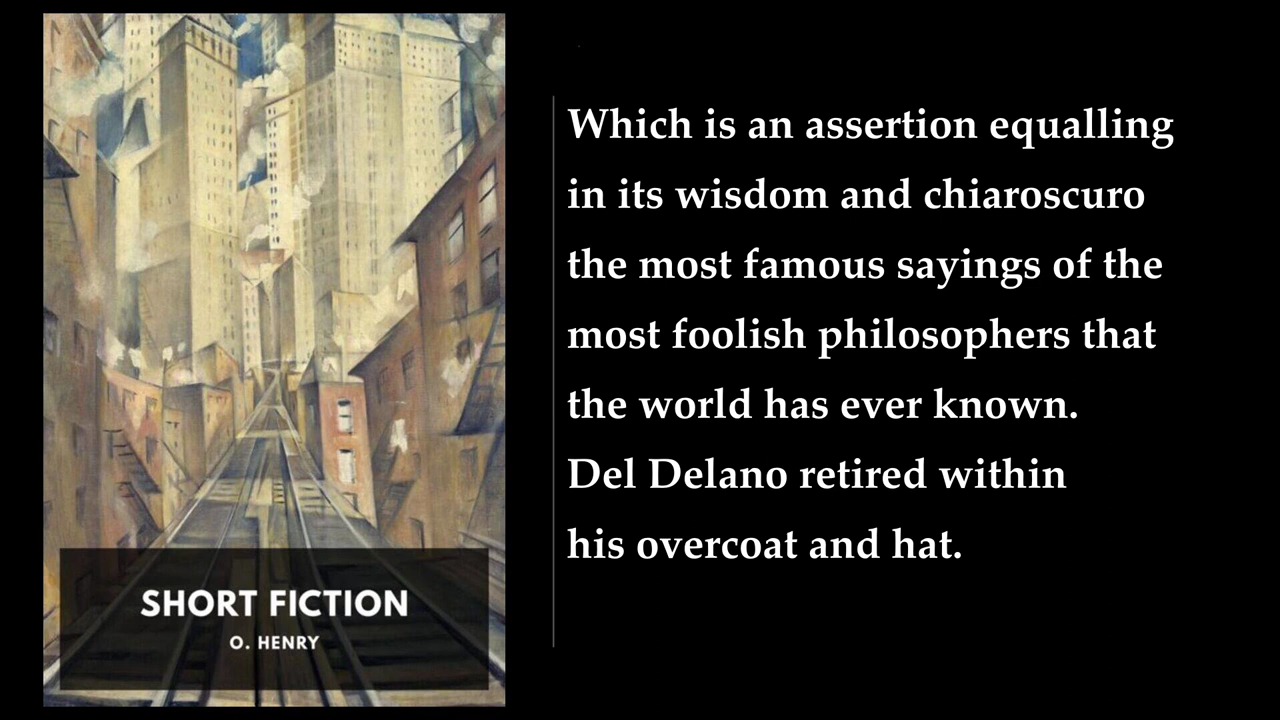 SHORT FICTION
O. HENRY
Which is an assertion equalling
in its wisdom and chiaroscuro
the most famous sayings of the
most foolish philosophers that
the world has ever known.
Del Delano retired within
his overcoat and hat.